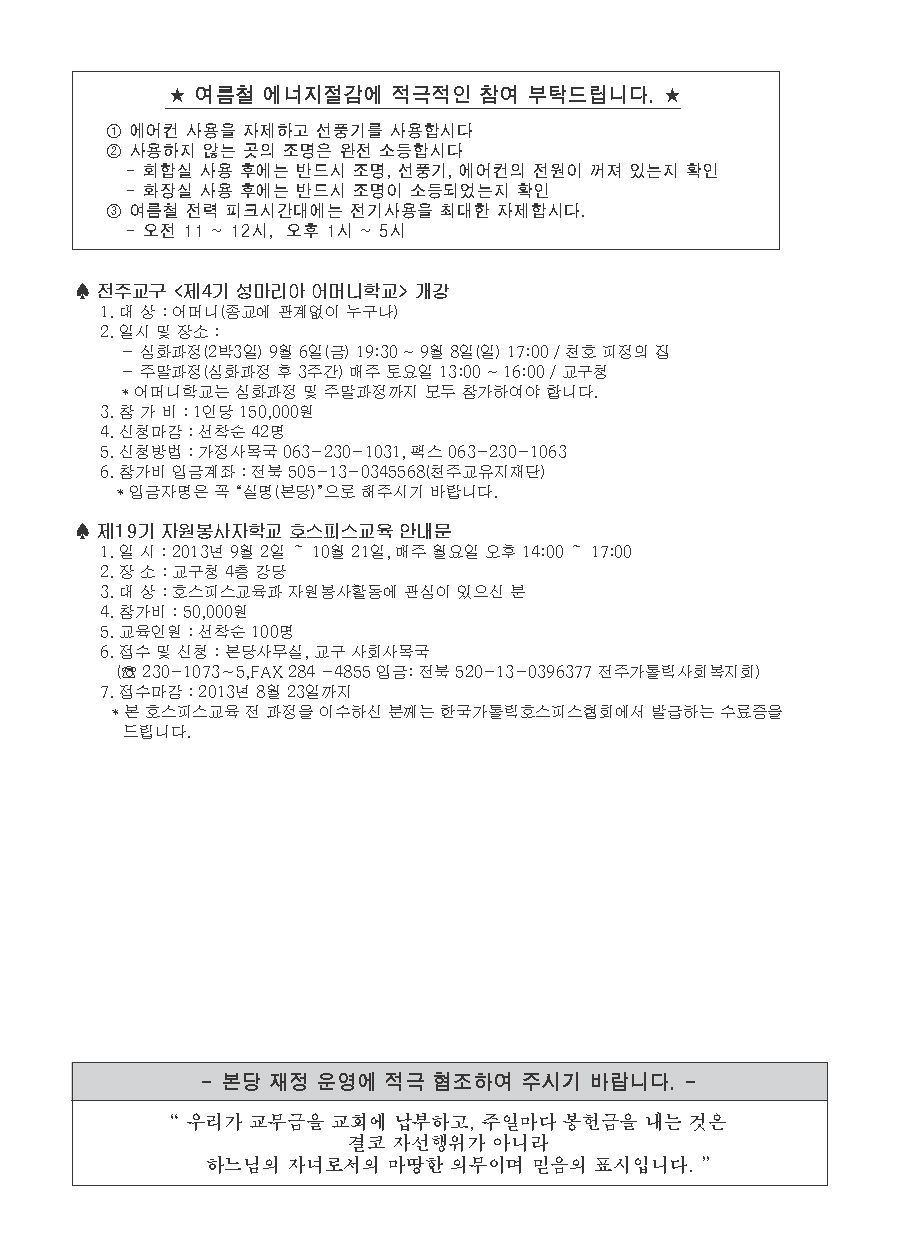 ★ 여름철 에너지절감에 적극적인 참여 부탁드립니다. ★
① 에어컨 사용을 자제하고 선풍기를 사용합시다
② 사용하지 않는 곳의 조명은 완전 소등합시다
- 회합실 사용 후에는 반드시 조명, 선풍기, 에어컨의 전원이 꺼져 있는지 확인
- 화장실 사용 후에는 반드시 조명이 소등되었는지 확인
③ 여름철 전력 피크시간대에는 전기사용을 최대한 자제합시다.
- 오전 11 ~ 12시, 오후 1시 ~ 5시
♠ 전주교구 <제4기 성마리아 어머니학교> 개강
1. 대 상 : 어머니(종교에 관계없이 누구나)
2. 일시 및 장소 :
- 심화과정(2박3일) 9월 6일(금) 19:30 ~ 9월 8일(일) 17:00 / 천호 피정의 집
- 주말과정(심화과정 후 3주간) 매주 토요일 13:00 ~ 16:00 / 교구청
* 어머니학교는 심화과정 및 주말과정까지 모두 참가하여야 합니다.
3. 참 가 비 : 1인당 150,000원
4. 신청마감 : 선착순 42명
5. 신청방법 : 가정사목국 063-230-1031, 팩스 063-230-1063
6. 참가비 입금계좌 : 전북 505-13-0345568(천주교유지재단)
* 입금자명은 꼭 “실명(본당)”으로 해주시기 바랍니다.
♠ 제19기 자원봉사자학교 호스피스교육 안내문
1. 일 시 : 2013년 9월 2일 ~ 10월 21일, 매주 월요일 오후 14:00 ~ 17:00
2. 장 소 : 교구청 4층 강당
3. 대 상 : 호스피스교육과 자원봉사활동에 관심이 있으신 분
4. 참가비 : 50,000원
5. 교육인원 : 선착순 100명
6. 접수 및 신청 : 본당사무실, 교구 사회사목국
(☏ 230-1073~5,FAX 284 -4855 입금: 전북 520-13-0396377 전주가톨릭사회복지회)
7. 접수마감 : 2013년 8월 23일까지
* 본 호스피스교육 전 과정을 이수하신 분께는 한국가톨릭호스피스협회에서 발급하는 수료증을
드립니다.
- 본당 재정 운영에 적극 협조하여 주시기 바랍니다. -
“ 우리가 교무금을 교회에 납부하고, 주일마다 봉헌금을 내는 것은
결코 자선행위가 아니라
하느님의 자녀로서의 마땅한 의무이며 믿음의 표시입니다. ”